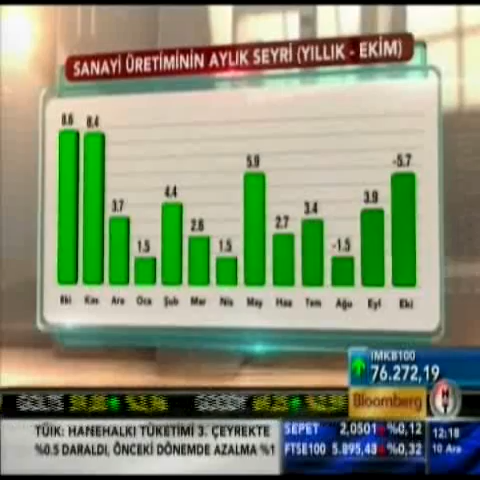 SANAYİ ÜRETİMİNİN AYLIK SEYRİ (YILLIK - EKİM)
8.6 8.4 3.7 1.5 4.4 2.6 1.5 5.9 2.7 3.4 -1.5 3.9 -5.7
Eki Kas Ara Oca Şub Mar Nis May Haz Tem Ağu Eyl Eki
IMKB100
76.272,19
Bloomberg HT
TÜİK: HANEHALKI TÜKETİMİ 3. ÇEYREKTE
%0.5 DARALDI, ÖNCEKİ DÖNEMDE AZALMA %1
SEPET 2,0501 %0,12
FTSE100 5.895,43 %0,32
12:18
10 Ara